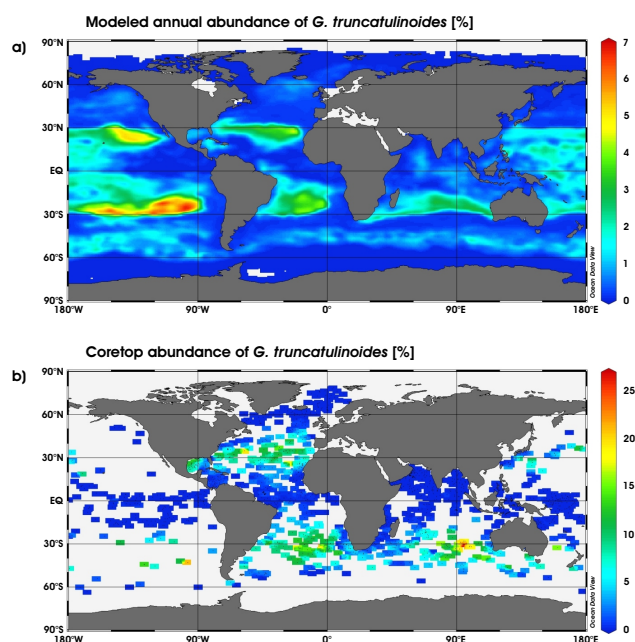 Modeled annual abundance of G. truncatulinoides [%]
a)
90°N
60°N
30°N
EQ
30°S
60°S
90°S
180°W
90°W
0°
90°E
180°E
Ocean Data View
7
6
5
4
3
2
1
0
Coretop abundance of G. truncatulinoides [%]
b)
90°N
60°N
30°N
EQ
30°S
60°S
90°S
180°W
90°W
0°
90°E
180°E
Ocean Data View
25
20
15
10
5
0